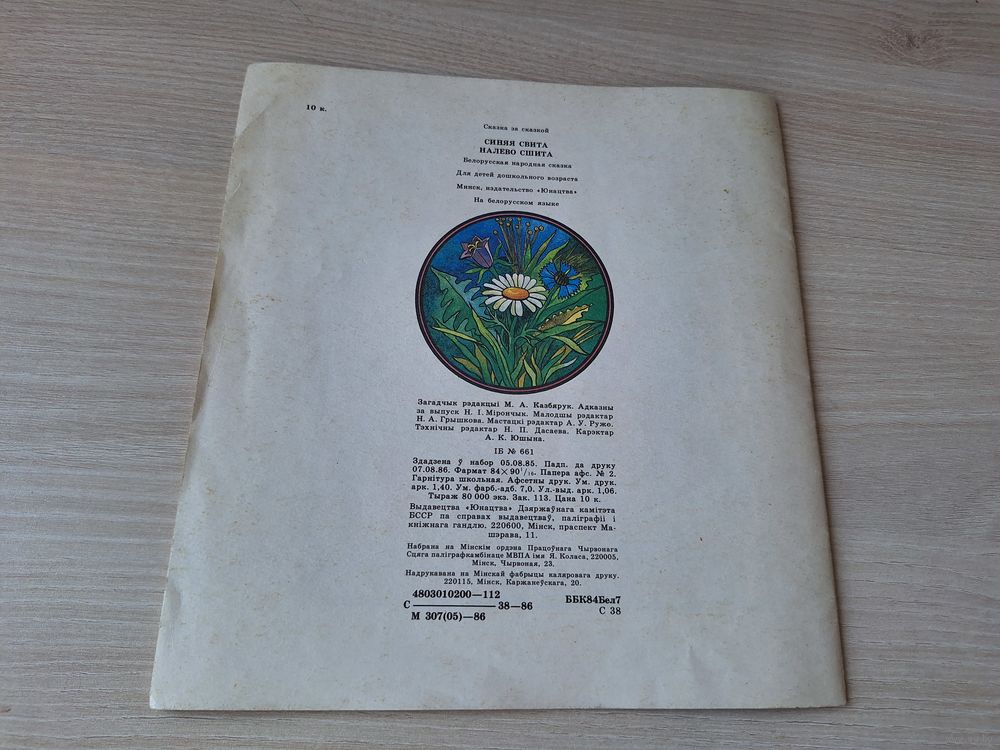 10 к.
Сказка за сказкой
СИНЯЯ СВИТА
НАЛЕВО СШИТА
Белорусская народная сказка
Для детей дошкольного возраста
Минск, издательство «Юнацтва»
На белорусском языке
Загадчык рэдакцыі М. А. Казбярук. Адказны
за выпуск Н. І. Мірончык. Малодшы рэдактар
Н. А. Грышкова. Мастацкі рэдактар А. У. Ружо.
Тэхнічны рэдактар Н. П. Дасаева. Карэктар
А. К. Юшына.
ІБ № 661
Здадзена ў набор 05.08.85. Падп. да друку
07.08.86. Фармат 84×90¹/₁₆. Папера афс. № 2.
Гарнітура школьная. Афсетны друк. Ум. друк.
арк. 1,40. Ум. фарб.-адб. 7,0. Ул.-выд. арк. 1,06.
Тыраж 80 000 экз. Зак. 113. Цана 10 к.
Выдавецтва «Юнацтва» Дзяржаўнага камітэта
БССР па справах выдавецтваў, паліграфіі і
кніжнага гандлю. 220600, Мінск, праспект Ма-
шэрава, 11.
Набрана на Мінскім ордэна Працоўнага Чырвонага
Сцяга паліграфкамбінаце МВПА імя Я. Коласа, 220005,
Мінск, Чырвоная, 23.
Надрукавана на Мінскай фабрыцы каляровага друку.
220115, Мінск, Каржанеўскага, 20.
4803010200—112
С ———— 38—86
М 307(05)—86
ББК84Бел7
С 38